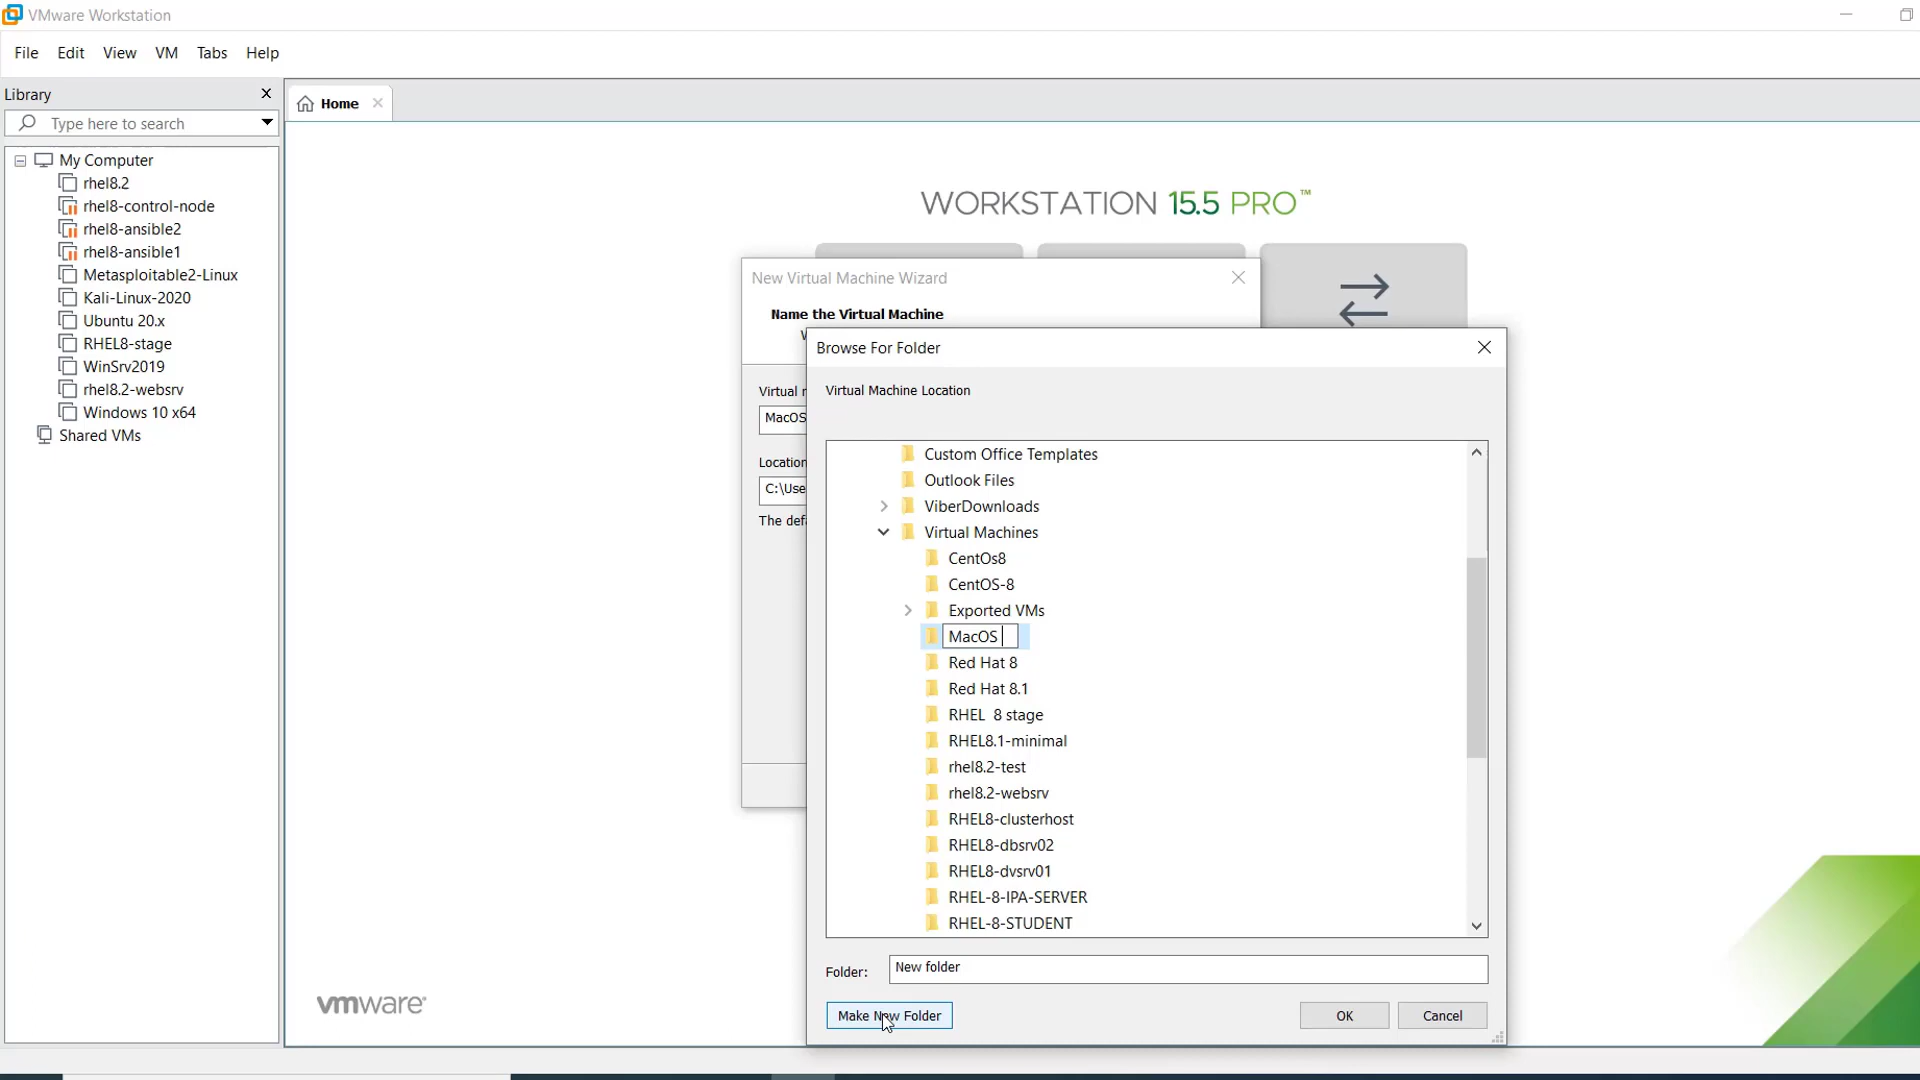 VMware Workstation
File Edit View VM Tabs Help
Library X
Home
Type here to search
My Computer
rhel8.2
rhel8-control-node
rhel8-ansible2
rhel8-ansible1
Metasploitable2-Linux
Kali-Linux-2020
Ubuntu 20.x
RHEL8-stage
WinSrv2019
rhel8.2-websrv
Windows 10 x64
Shared VMs
WORKSTATION 15.5 PRO™
New Virtual Machine Wizard
Name the Virtual Machine
Virtual
MacOS
Location
C:\Use
The
Browse For Folder
Virtual Machine Location
Custom Office Templates
Outlook Files
ViberDownloads
Virtual Machines
CentOs8
CentOS-8
Exported VMs
MacOS
Red Hat 8
Red Hat 8.1
RHEL  8 stage
RHEL8.1-minimal
rhel8.2-test
rhel8.2-websrv
RHEL8-clusterhost
RHEL8-dbsrv02
RHEL8-dvsrv01
RHEL-8-IPA-SERVER
RHEL-8-STUDENT
Folder: New folder
Make New Folder OK Cancel
vmware